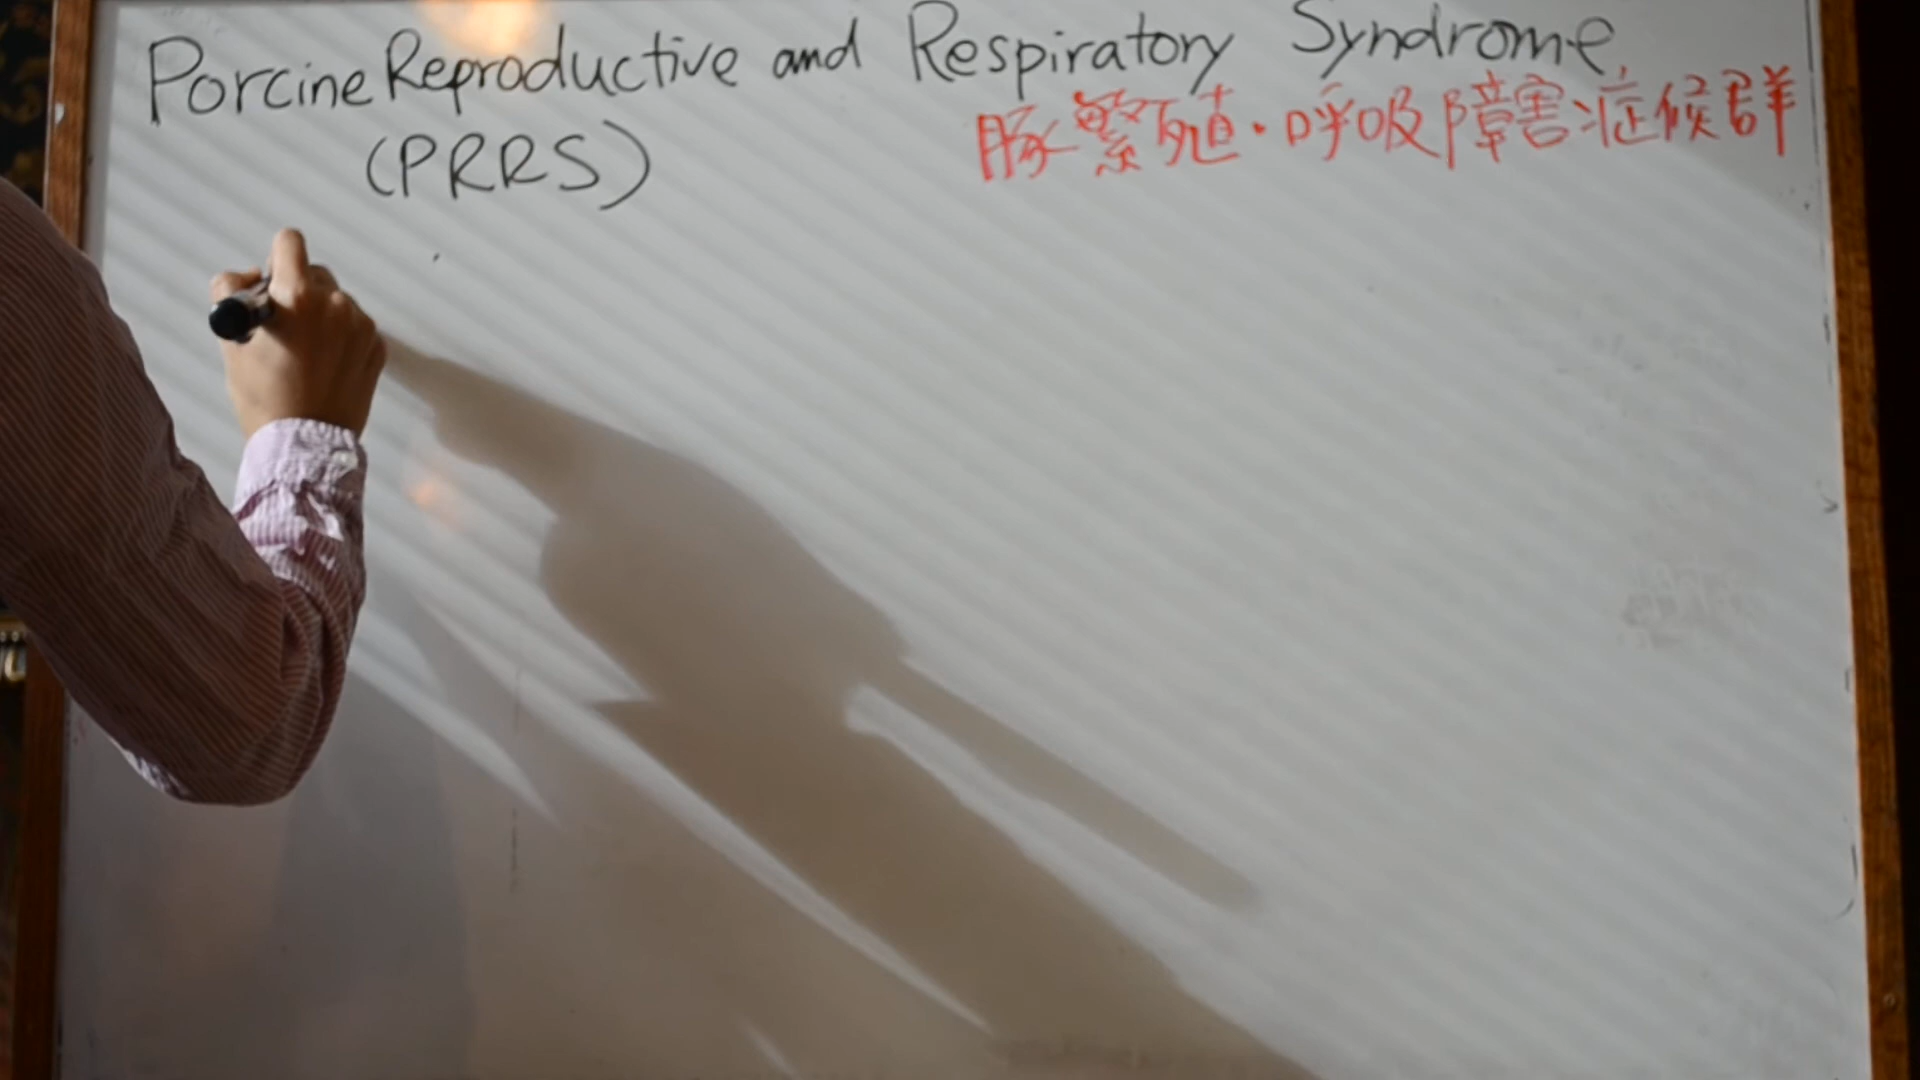 Porcine Reproductive and Respiratory Syndrome
豚繁殖・呼吸障害症候群
(PRRS)